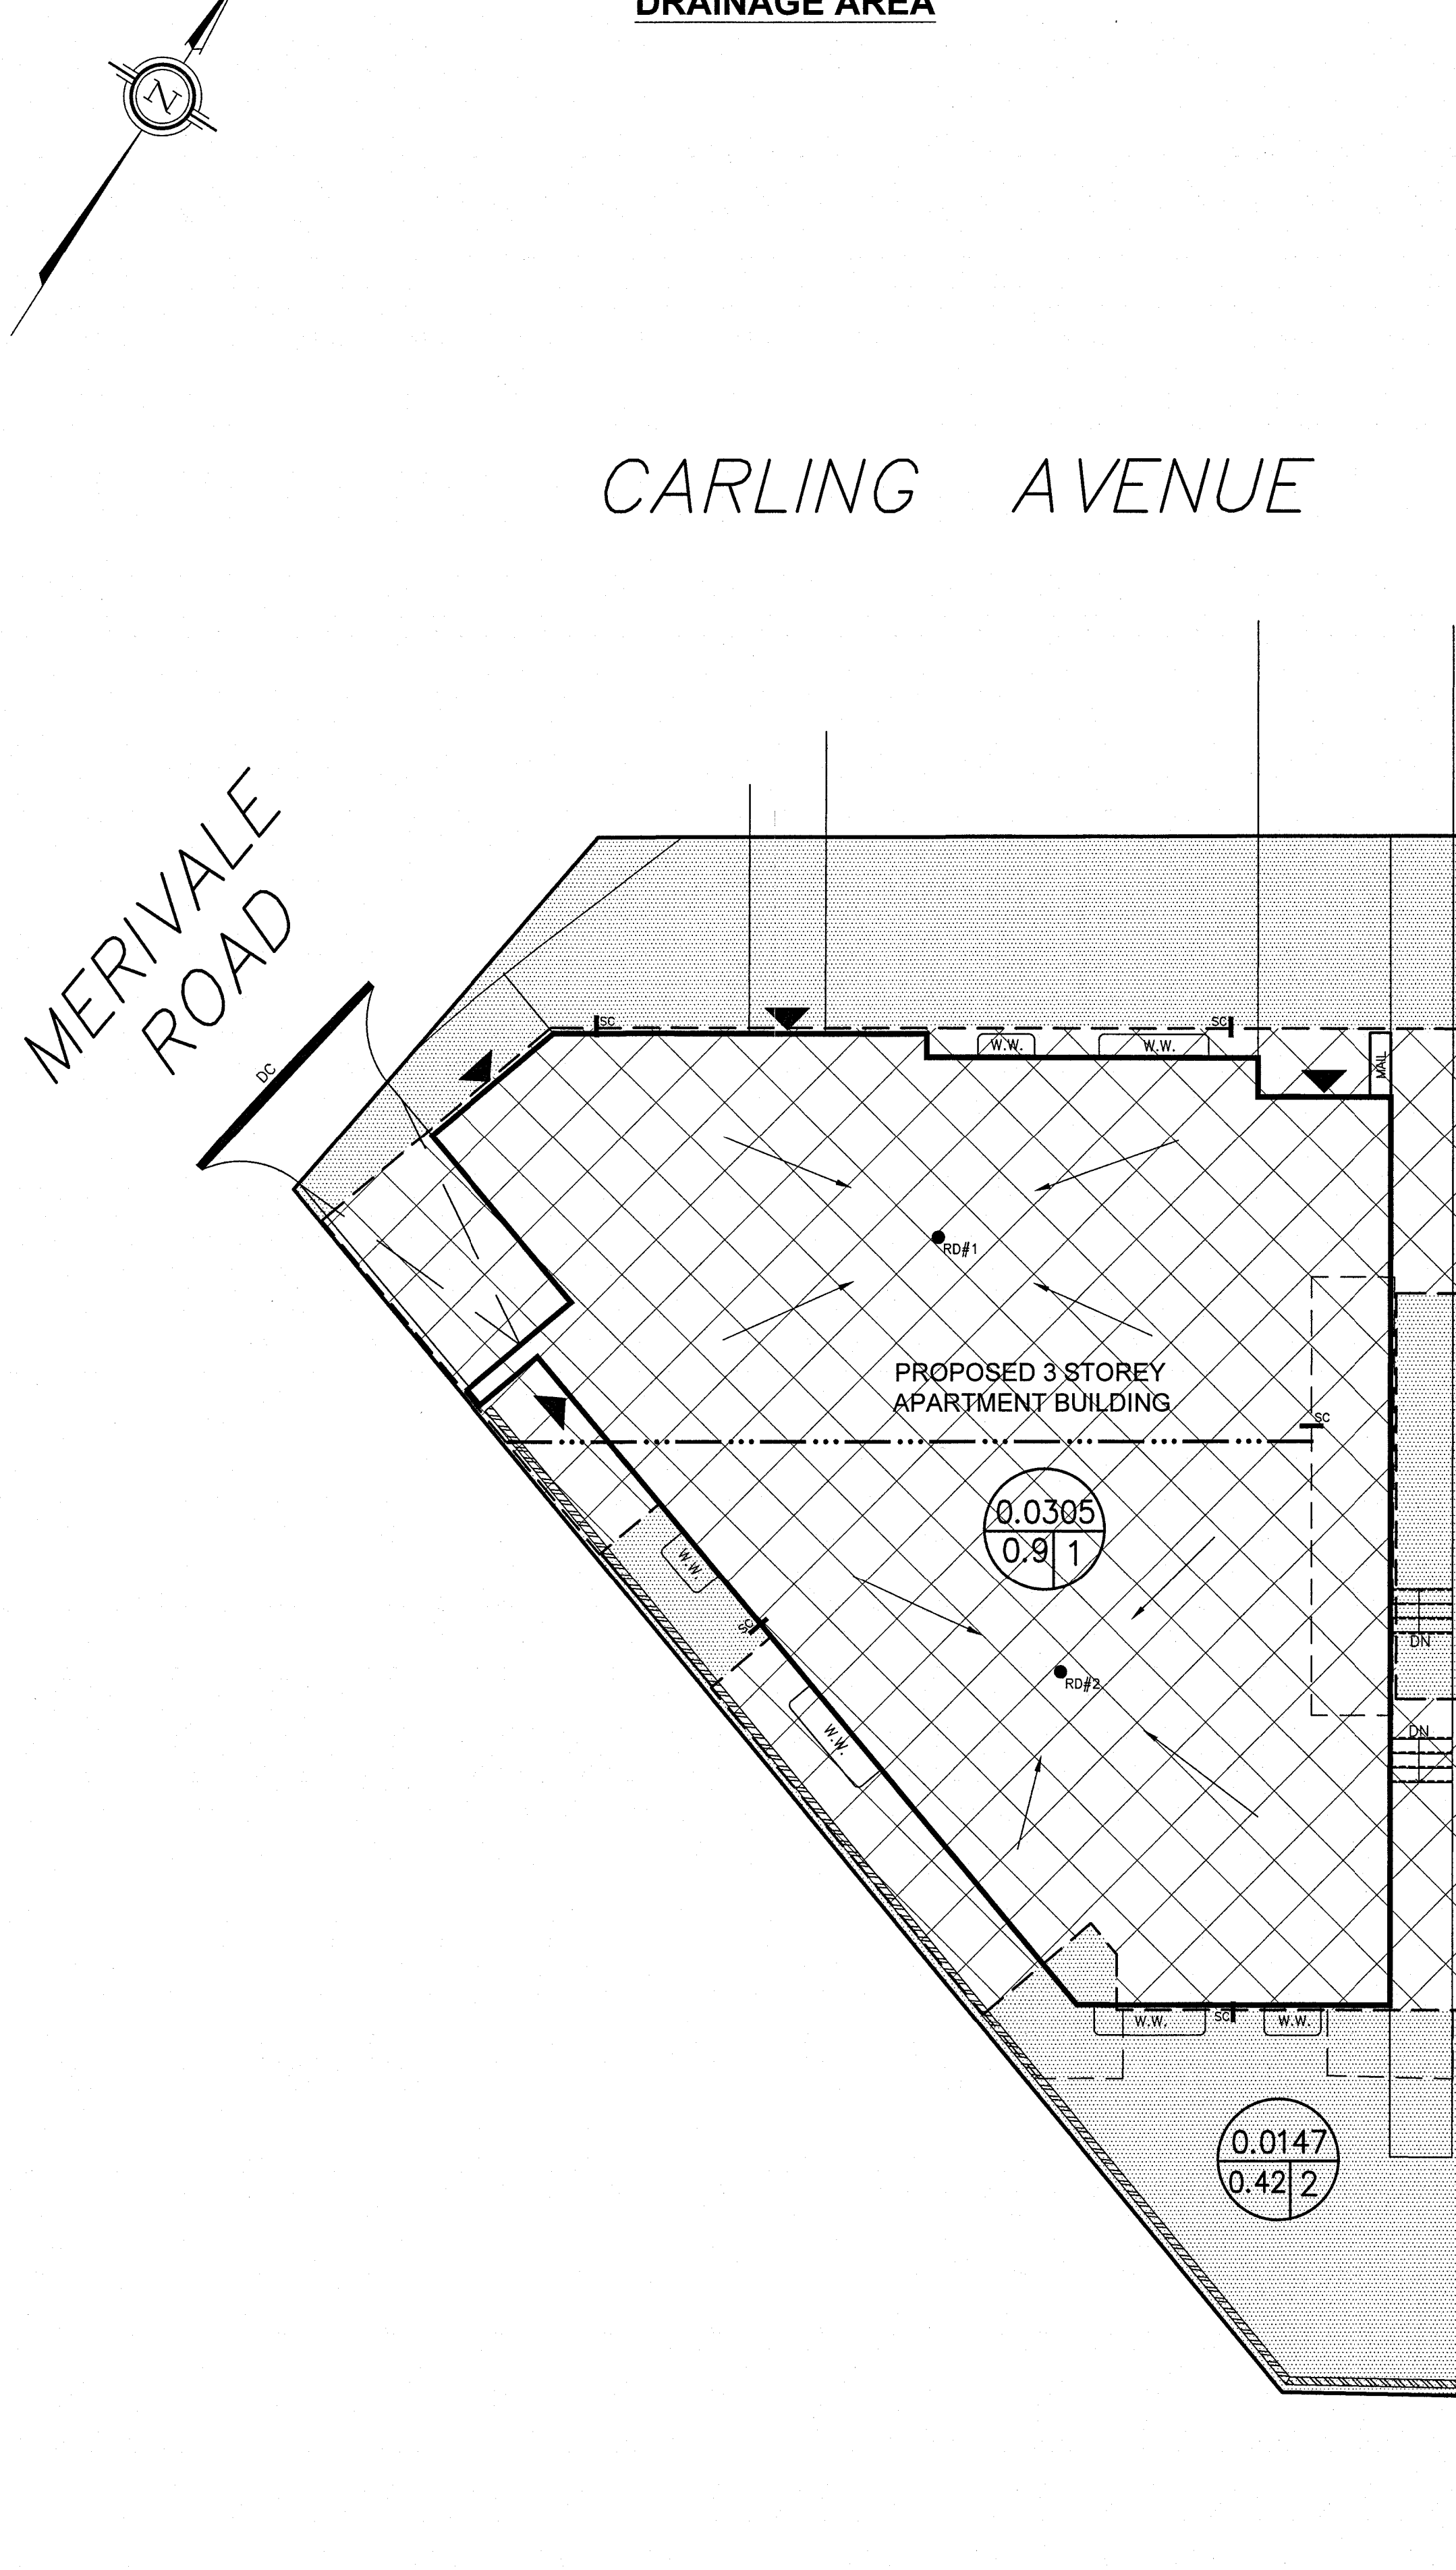 DRAINAGE AREA
N
CARLING AVENUE
MERIVALE
ROAD
DC
SC
SC
W.W.
W.W.
MAIL
RD#1
PROPOSED 3 STOREY
APARTMENT BUILDING
SC
0.0305
0.9 1
W.W.
SC
DN
RD#2
W.W.
DN
W.W.
SC
W.W.
0.0147
0.42 2